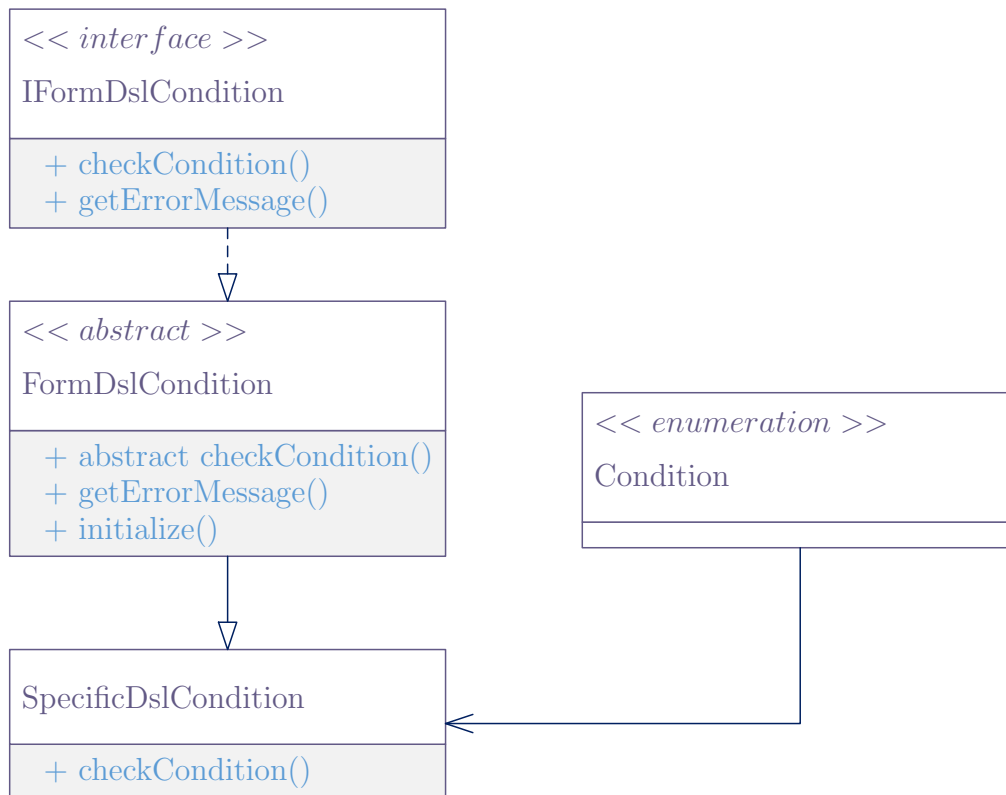 << interface >>
IFormDslCondition
+ checkCondition()
+ getErrorMessage()
<< abstract >>
FormDslCondition
+ abstract checkCondition()
+ getErrorMessage()
+ initialize()
<< enumeration >>
Condition
SpecificDslCondition
+ checkCondition()